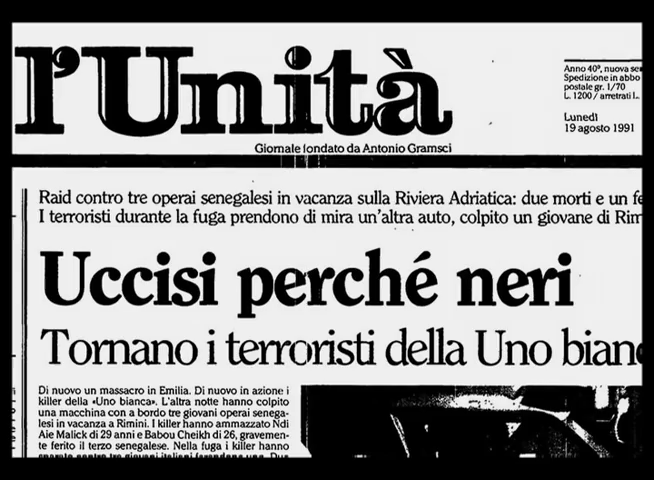 l'Unità
Giornale fondato da Antonio Gramsci
Anno 40º, nuova
Spedizione in abbo
postale gr. 1/70
L. 1200 / arretrati L.
Lunedì
19 agosto 1991
Raid contro tre operai senegalesi in vacanza sulla Riviera Adriatica: due morti e un fe
I terroristi durante la fuga prendono di mira un'altra auto, colpito un giovane di Rim
Uccisi perché neri
Tornano i terroristi della Uno bianc
Di nuovo un massacro in Emilia. Di nuovo in azione i
killer della «Uno bianca». L'altra notte hanno colpito
una macchina con a bordo tre giovani operai senega-
lesi in vacanza a Rimini. I killer hanno ammazzato Ndi
Aie Malick di 29 anni e Babou Cheikh di 26, gravemen-
te ferito il terzo senegalese. Nella fuga i killer hanno